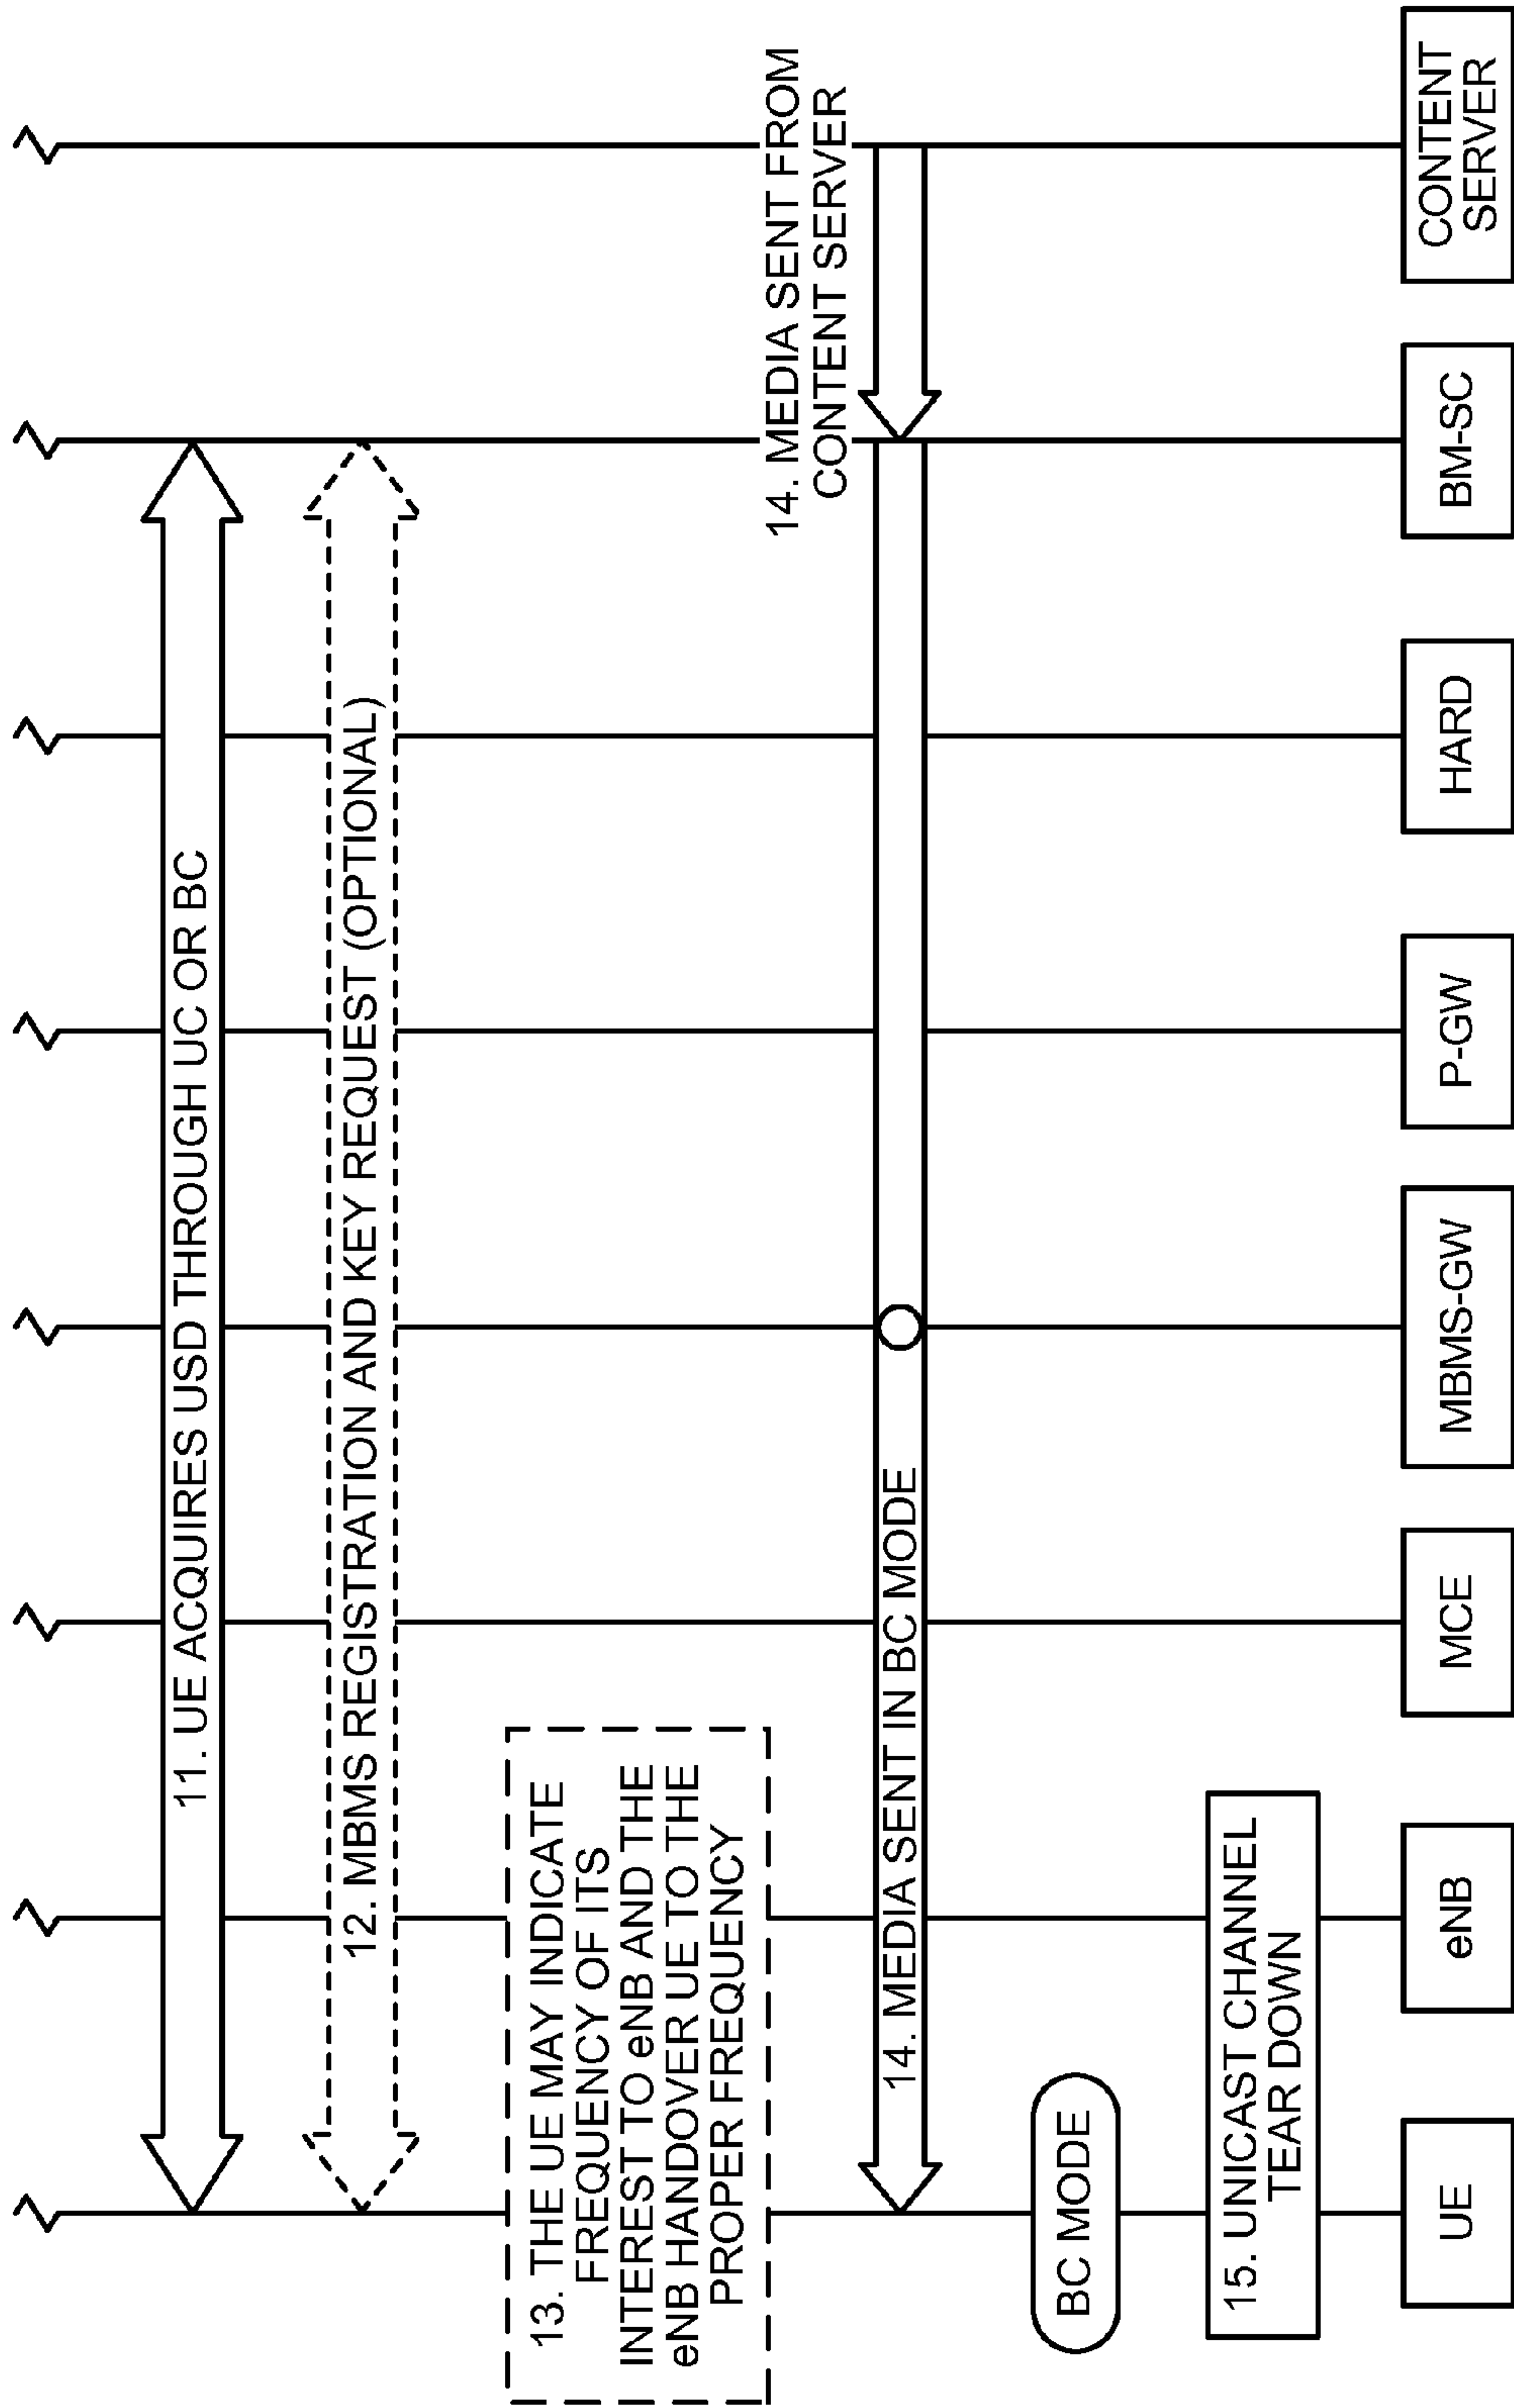 11. UE ACQUIRES USD THROUGH UC OR BC
12. MBMS REGISTRATION AND KEY REQUEST (OPTIONAL)
13. THE UE MAY INDICATE
FREQUENCY OF ITS
INTEREST TO eNB AND THE
eNB HANDOVER UE TO THE
PROPER FREQUENCY
14. MEDIA SENT FROM
CONTENT SERVER
14. MEDIA SENT IN BC MODE
BC MODE
15. UNICAST CHANNEL
TEAR DOWN
UE
eNB
MCE
MBMS-GW
P-GW
HARD
BM-SC
CONTENT
SERVER